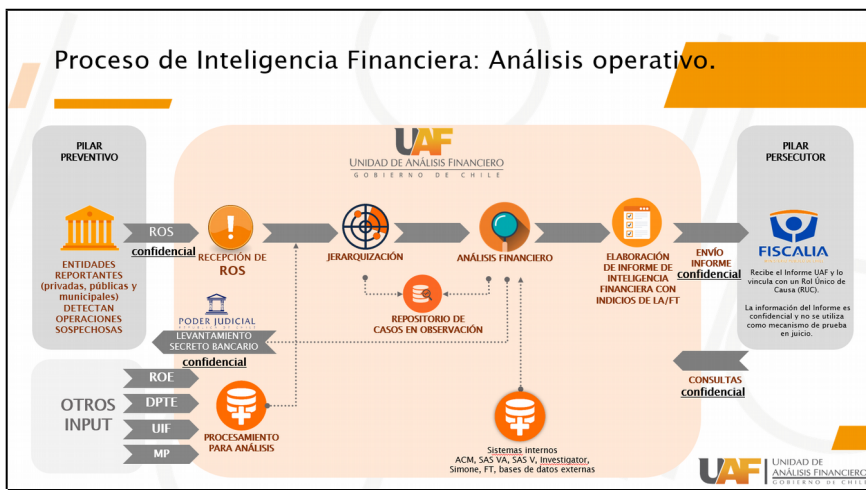 Proceso de Inteligencia Financiera: Análisis operativo.
PILAR
PREVENTIVO
ENTIDADES
REPORTANTES
(privadas, públicas y
municipales)
DETECTAN
OPERACIONES
SOSPECHOSAS
UAF
UNIDAD DE ANÁLISIS FINANCIERO
GOBIERNO DE CHILE
ROS
confidencial
RECEPCIÓN DE
ROS
JERARQUIZACIÓN
ANÁLISIS FINANCIERO
ELABORACIÓN
DE INFORME DE
INTELIGENCIA
FINANCIERA CON
INDICIOS DE LA/FT
ENVÍO
INFORME
confidencial
PILAR
PERSECUTOR
FISCALIA
Recibe el Informe UAF y lo
vincula con un Rol Único de
Causa (RUC).
La información del Informe es
confidencial y no se utiliza
como mecanismo de prueba
en juicio.
REPOSITORIO DE
CASOS EN OBSERVACIÓN
PODER JUDICIAL
LEVANTAMIENTO
SECRETO BANCARIO
confidencial
CONSULTAS
confidencial
OTROS
INPUT
ROE
DPTE
UIF
MP
PROCESAMIENTO
PARA ANÁLISIS
Sistemas internos
ACM, SAS VA, SAS V, Investigator,
Simone, FT, bases de datos externas
UAF
UNIDAD DE
ANÁLISIS FINANCIERO
GOBIERNO DE CHILE